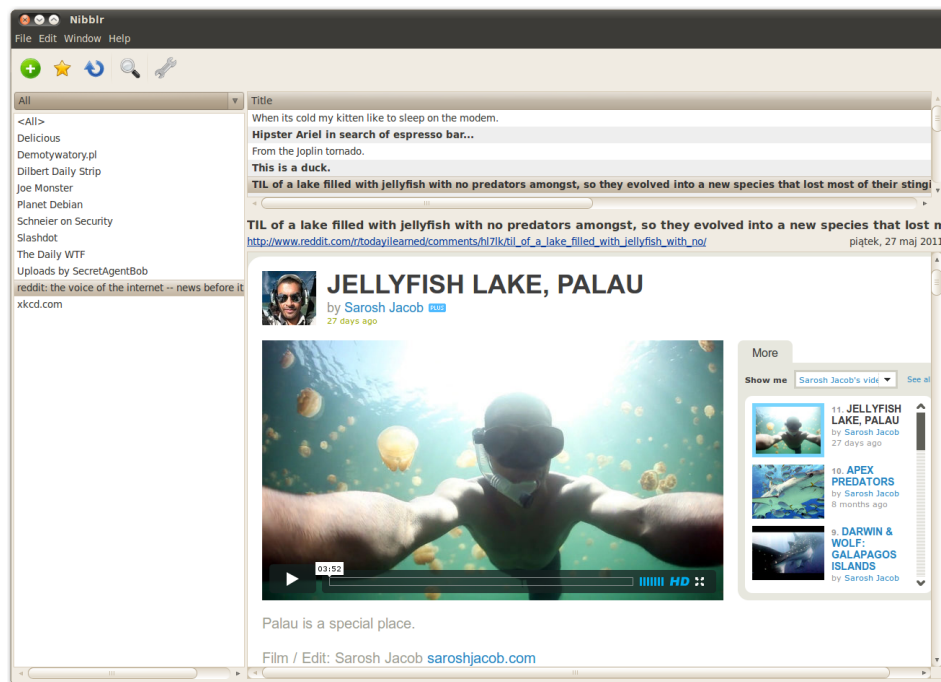 Nibblr
File Edit Window Help
All
<All>
Delicious
Demotywatory.pl
Dilbert Daily Strip
Joe Monster
Planet Debian
Schneier on Security
Slashdot
The Daily WTF
Uploads by SecretAgentBob
reddit: the voice of the internet -- news before it
xkcd.com
Title
When its cold my kitten like to sleep on the modem.
Hipster Ariel in search of espresso bar...
From the Joplin tornado.
This is a duck.
TIL of a lake filled with jellyfish with no predators amongst, so they evolved into a new species that lost most of their stingi
TIL of a lake filled with jellyfish with no predators amongst, so they evolved into a new species that lost m
http://www.reddit.com/r/todayilearned/comments/hl7lk/til_of_a_lake_filled_with_jellyfish_with_no/ piątek, 27 maj 2011
JELLYFISH LAKE, PALAU
by Sarosh Jacob PLUS
27 days ago
03:52
HD
More
Show me Sarosh Jacob's vide See al
11. JELLYFISH
LAKE, PALAU
by Sarosh Jacob
27 days ago
10. APEX
PREDATORS
by Sarosh Jacob
8 months ago
9. DARWIN &
WOLF:
GALAPAGOS
ISLANDS
by Sarosh Jacob
Palau is a special place.
Film / Edit: Sarosh Jacob saroshjacob.com